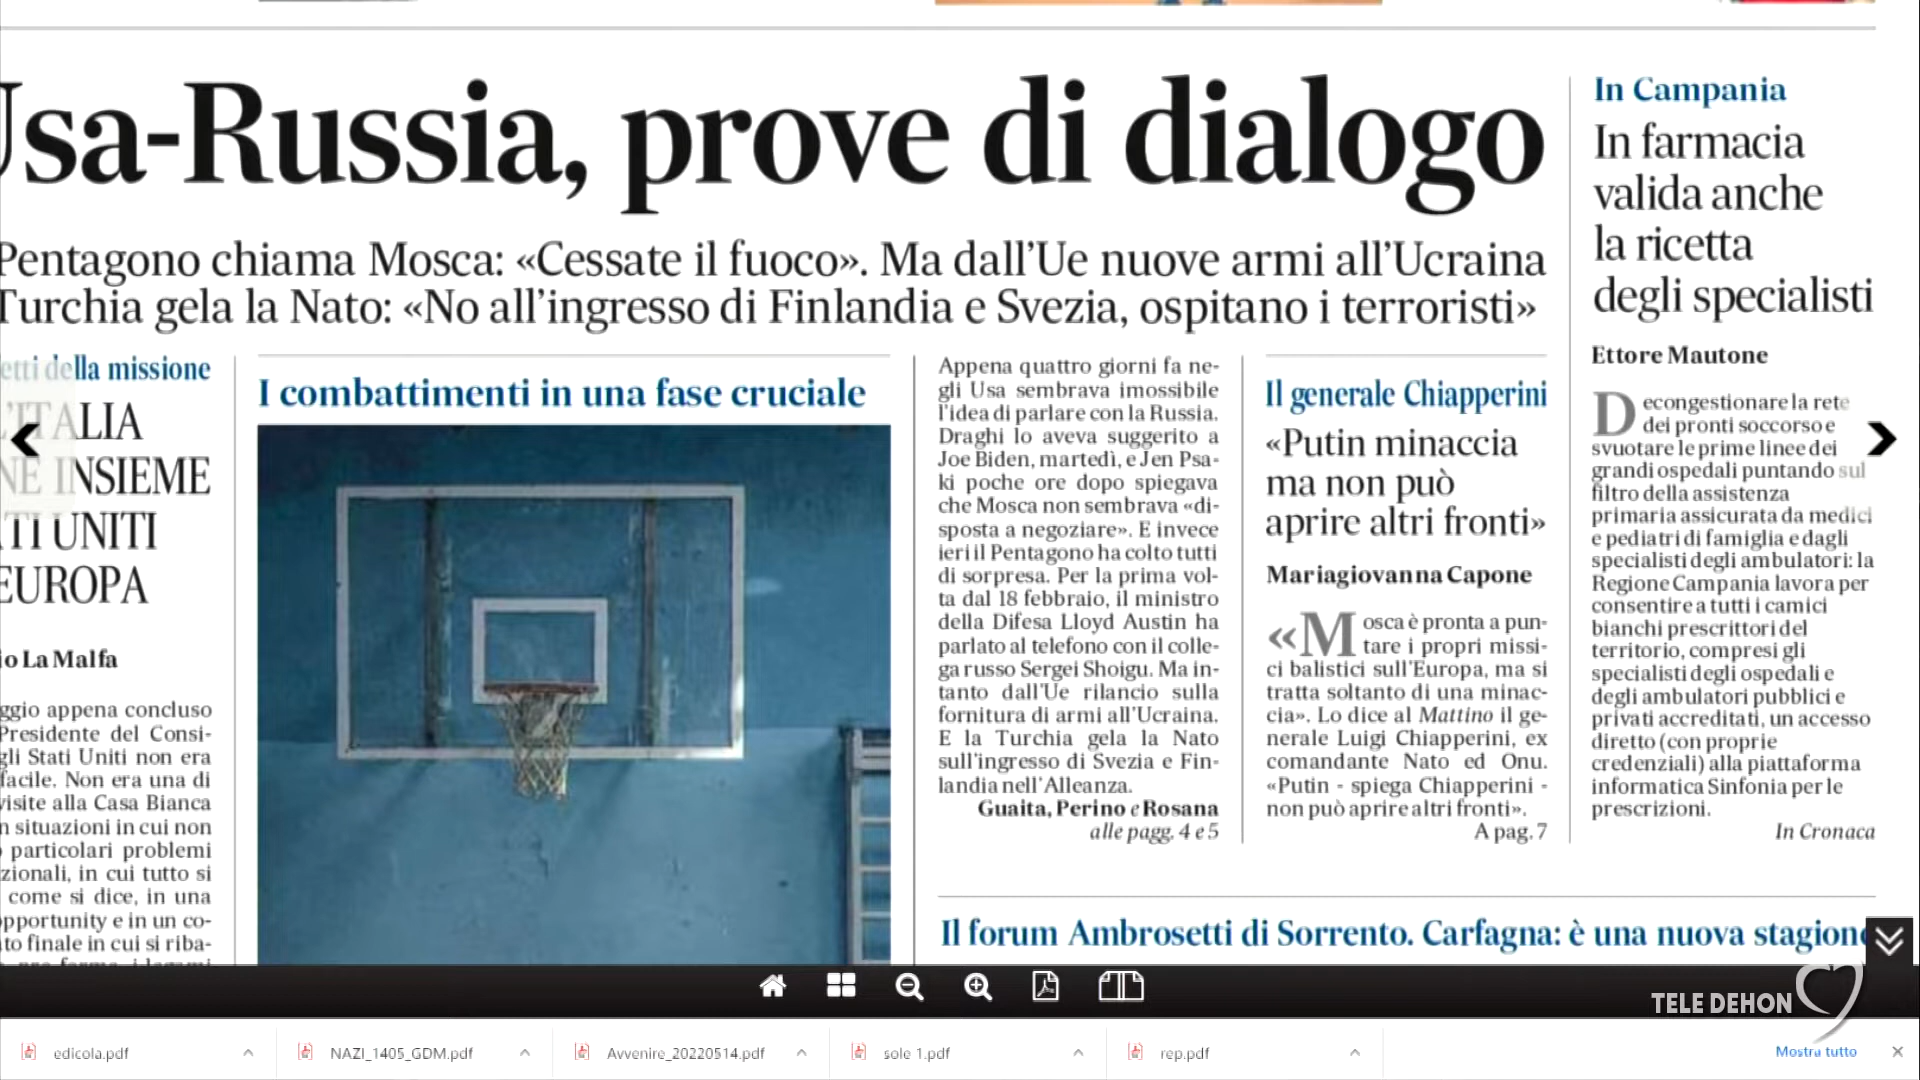 Usa-Russia, prove di dialogo
Pentagono chiama Mosca: «Cessate il fuoco». Ma dall'Ue nuove armi all'Ucraina
Turchia gela la Nato: «No all'ingresso di Finlandia e Svezia, ospitano i terroristi»
etti della missione
L'ITALIA
NE INSIEME
TI UNITI
EUROPA
io La Malfa
ggio appena concluso
Presidente del Consi-
gli Stati Uniti non era
facile. Non era una di
visite alla Casa Bianca
n situazioni in cui non
particolari problemi
zionali, in cui tutto si
come si dice, in una
opportunity e in un co-
to finale in cui si riba-
I combattimenti in una fase cruciale
Appena quattro giorni fa ne-
gli Usa sembrava imossibile
l'idea di parlare con la Russia.
Draghi lo aveva suggerito a
Joe Biden, martedì, e Jen Psa-
ki poche ore dopo spiegava
che Mosca non sembrava «di-
sposta a negoziare». E invece
ieri il Pentagono ha colto tutti
di sorpresa. Per la prima vol-
ta dal 18 febbraio, il ministro
della Difesa Lloyd Austin ha
parlato al telefono con il colle-
ga russo Sergei Shoigu. Ma in-
tanto dall'Ue rilancio sulla
fornitura di armi all'Ucraina.
E la Turchia gela la Nato
sull'ingresso di Svezia e Fin-
landia nell'Alleanza.
Guaita, Perino e Rosana
alle pagg. 4 e 5
Il generale Chiapperini
«Putin minaccia
ma non può
aprire altri fronti»
Mariagiovanna Capone
«Mosca è pronta a pun-
tare i propri missi-
ci balistici sull'Europa, ma si
tratta soltanto di una minac-
cia». Lo dice al Mattino il ge-
nerale Luigi Chiapperini, ex
comandante Nato ed Onu.
«Putin - spiega Chiapperini -
non può aprire altri fronti».
A pag. 7
In Campania
In farmacia
valida anche
la ricetta
degli specialisti
Ettore Mautone
Decongestionare la rete
dei pronti soccorso e
svuotare le prime linee dei
grandi ospedali puntando sul
filtro della assistenza
primaria assicurata da medici
e pediatri di famiglia e dagli
specialisti degli ambulatori: la
Regione Campania lavora per
consentire a tutti i camici
bianchi prescrittori del
territorio, compresi gli
specialisti degli ospedali e
degli ambulatori pubblici e
privati accreditati, un accesso
diretto (con proprie
credenziali) alla piattaforma
informatica Sinfonia per le
prescrizioni.
In Cronaca
Il forum Ambrosetti di Sorrento. Carfagna: è una nuova stagione
TELE DEHON
edicola.pdf
NAZI_1405_GDM.pdf
Avvenire_20220514.pdf
sole 1.pdf
rep.pdf
Mostra tutto